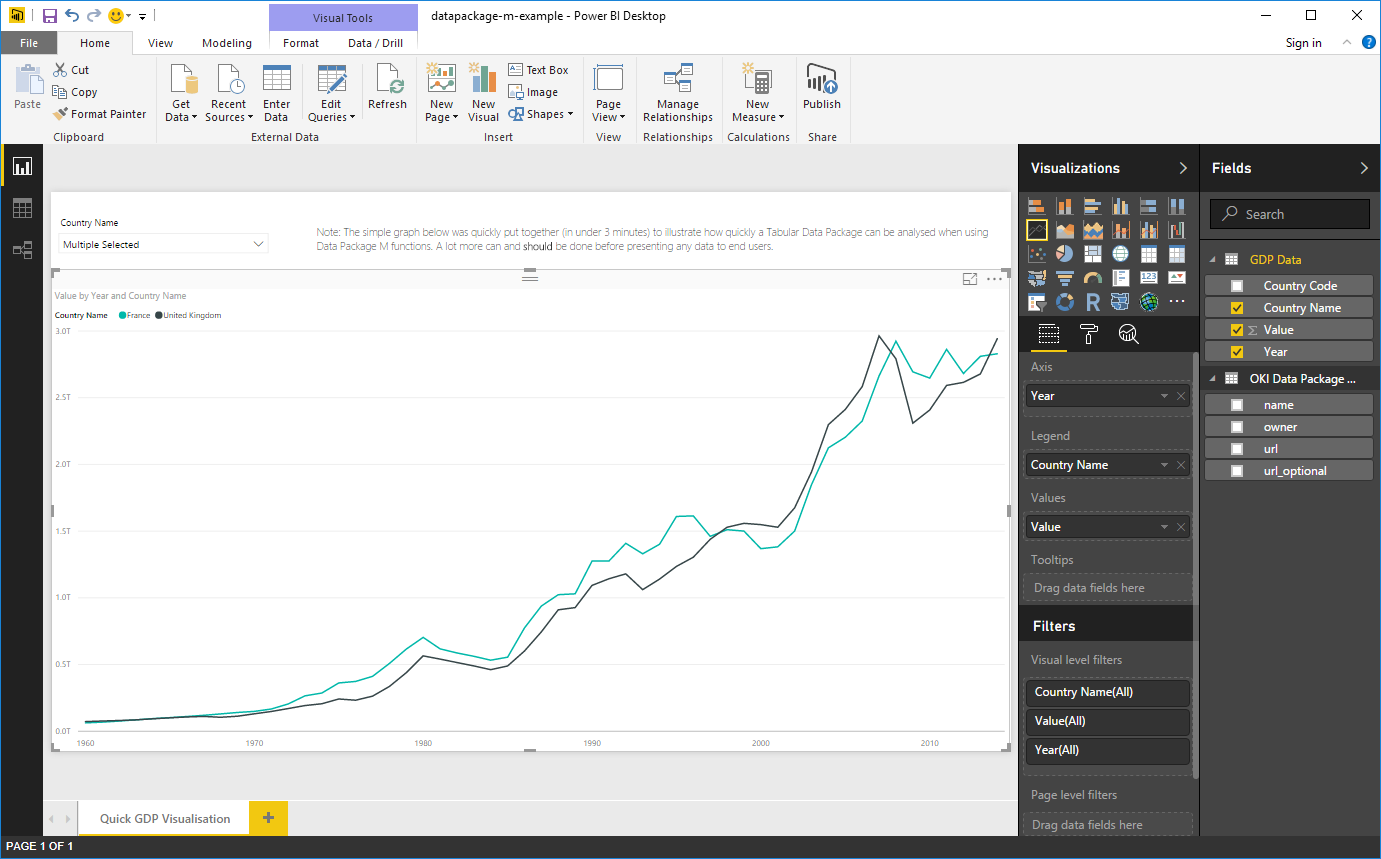 Visual Tools
datapackage-m-example - Power BI Desktop
File
Home
View
Modeling
Format
Data / Drill
Sign in
?
Paste
Cut
Copy
Format Painter
Clipboard
Get Data
Recent Sources
Enter Data
Edit Queries
Refresh
External Data
New Page
New Visual
Text Box
Image
Shapes
Insert
Page View
View
Manage Relationships
Relationships
New Measure
Calculations
Publish
Share
Country Name
Multiple Selected
Note: The simple graph below was quickly put together (in under 3 minutes) to illustrate how quickly a Tabular Data Package can be analysed when using
Data Package M functions. A lot more can and should be done before presenting any data to end users.
Value by Year and Country Name
Country Name France United Kingdom
3.0T
2.5T
2.0T
1.5T
1.0T
0.5T
0.0T
1960 1970 1980 1990 2000 2010
Quick GDP Visualisation
+
PAGE 1 OF 1
Visualizations
123
R
Axis
Year
Legend
Country Name
Values
Value
Tooltips
Drag data fields here
Filters
Visual level filters
Country Name(All)
Value(All)
Year(All)
Page level filters
Drag data fields here
Fields
Search
GDP Data
Country Code
Country Name
Σ Value
Year
OKI Data Package ...
name
owner
url
url_optional